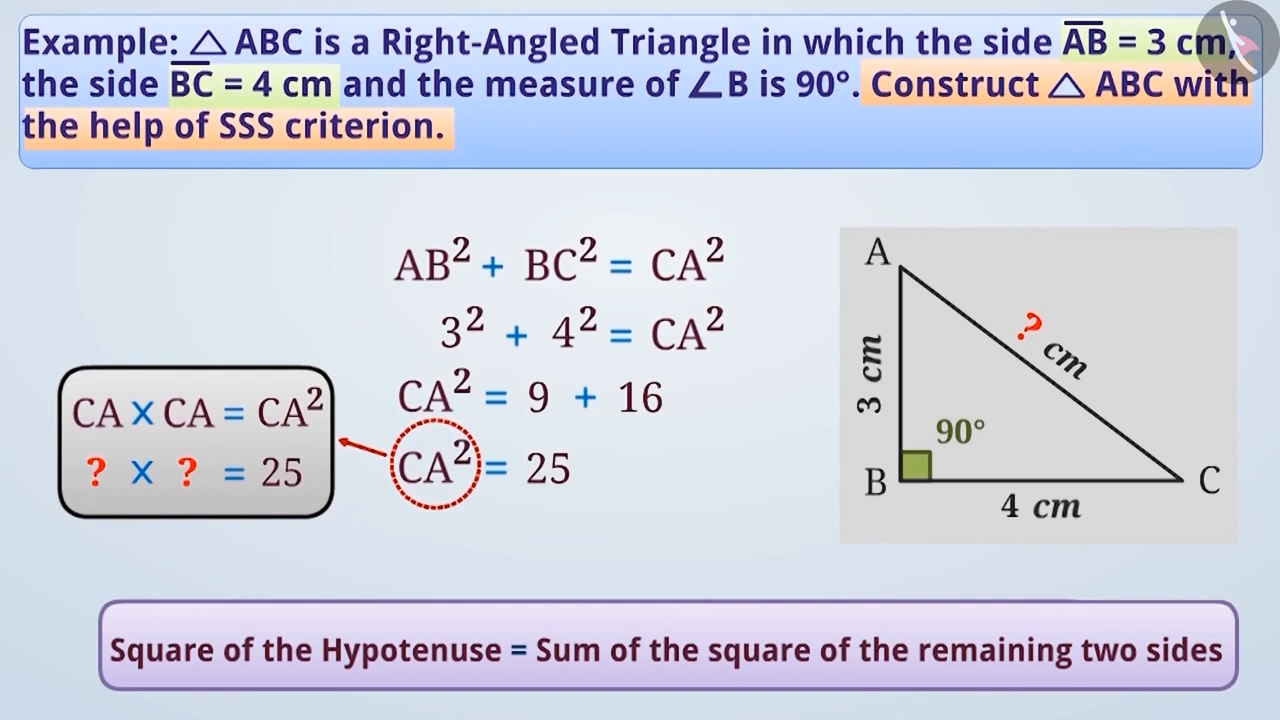 Example: △ ABC is a Right-Angled Triangle in which the side A̅B̅ = 3 cm,
the side B̅C̅ = 4 cm and the measure of ∠B is 90°. Construct △ ABC with
the help of SSS criterion.
AB² + BC² = CA²
3² + 4² = CA²
CA² = 9 + 16
CA² = 25
CA x CA = CA²
? x ? = 25
A
3 cm
? cm
90°
B
C
4 cm
Square of the Hypotenuse = Sum of the square of the remaining two sides